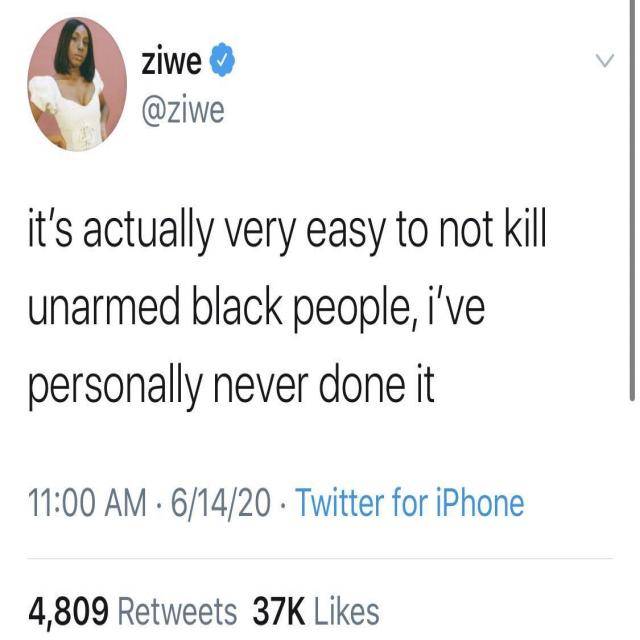 ziwe
@ziwe
it's actually very easy to not kill
unarmed black people, i've
personally never done it
11:00 AM · 6/14/20 · Twitter for iPhone
4,809 Retweets 37K Likes